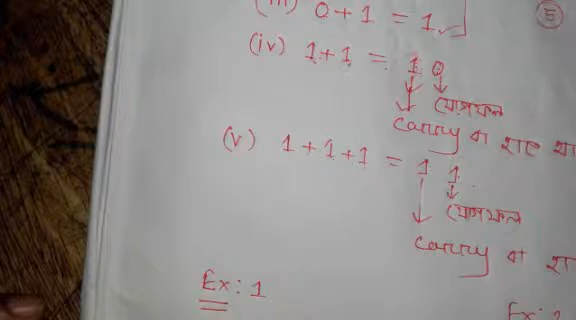 (iii) 0 + 1 = 1
5
(iv) 1 + 1 = 1 0
যোগফল
carry বা হাতে
(v) 1 + 1 + 1 = 1 1
যোগফল
carry বা
Ex: 1
Ex: